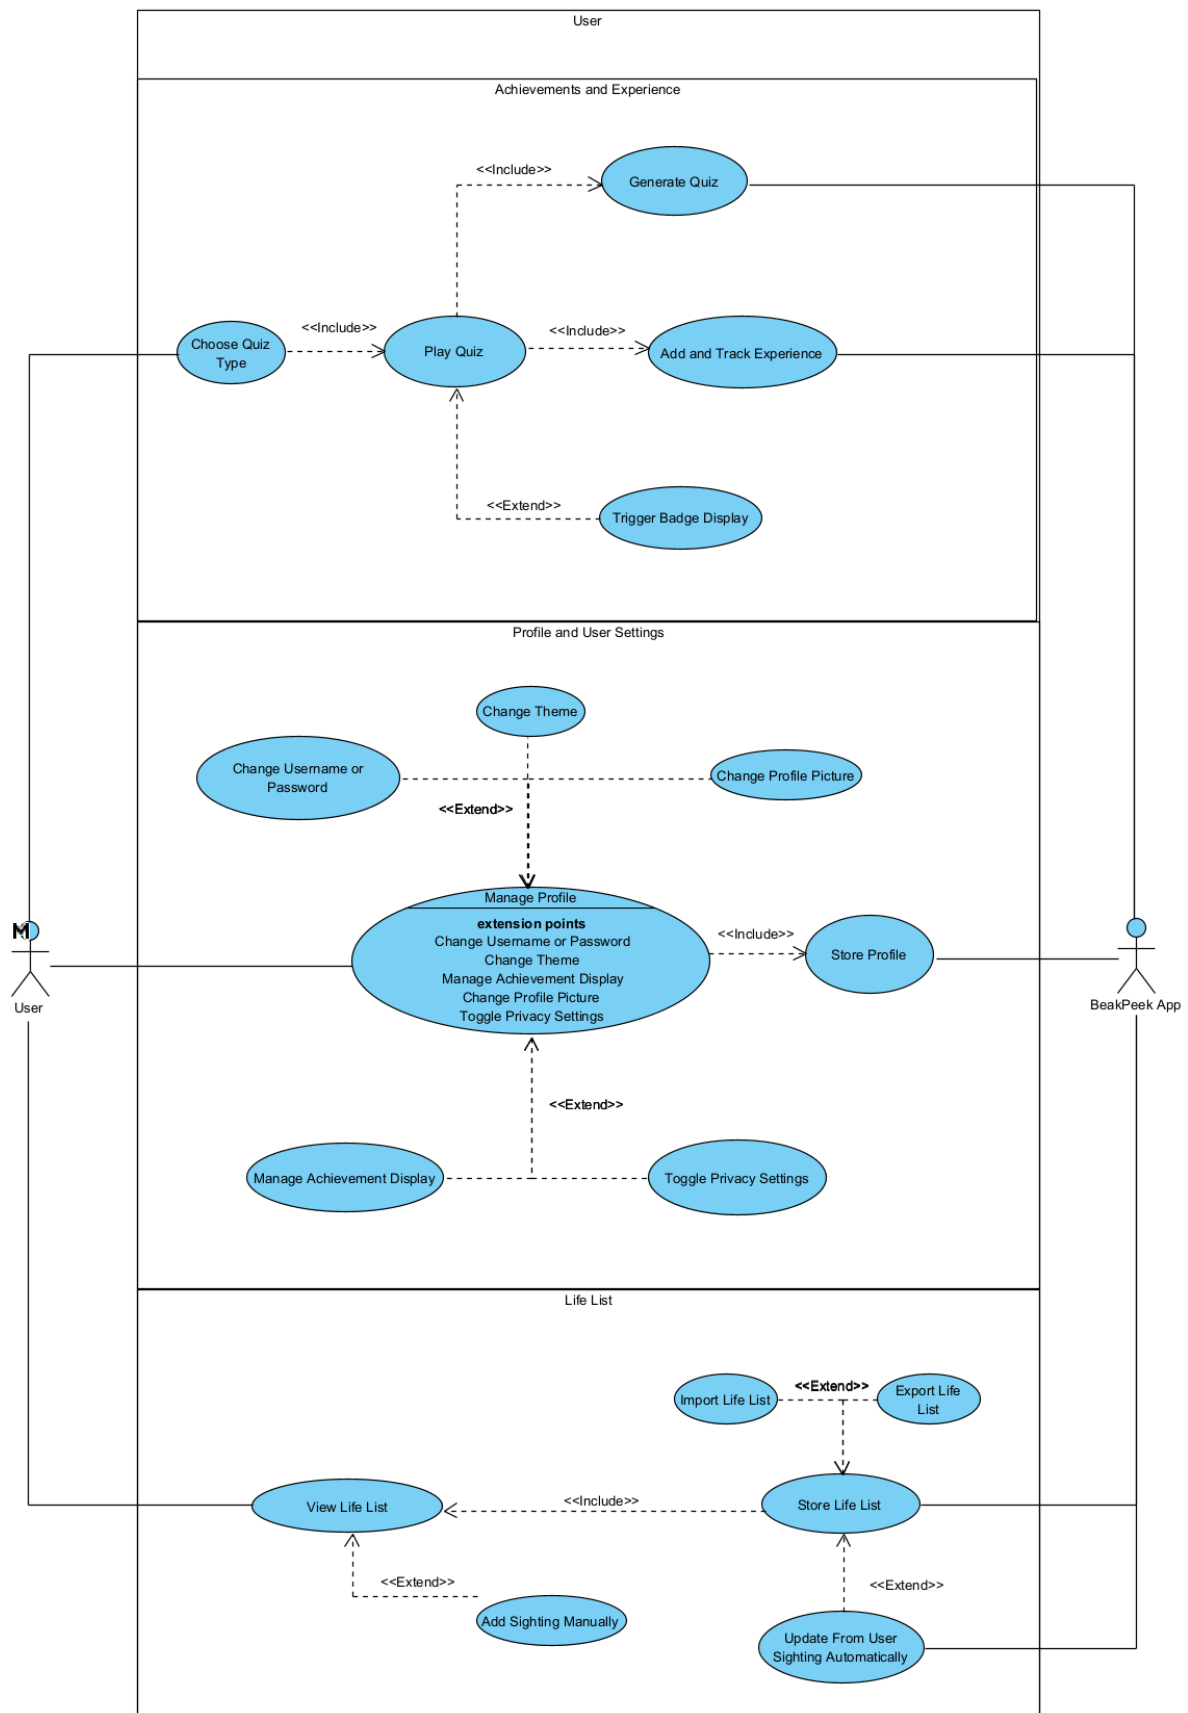 User
Achievements and Experience
<<Include>>
Generate Quiz
<<Include>>
<<Include>>
Choose Quiz
Type
Play Quiz
Add and Track Experience
<<Extend>>
Trigger Badge Display
Profile and User Settings
Change Theme
Change Username or
Password
Change Profile Picture
<<Extend>>
Manage Profile
extension points
Change Username or Password
Change Theme
Manage Achievement Display
Change Profile Picture
Toggle Privacy Settings
<<Include>>
Store Profile
M
User
BeakPeek App
<<Extend>>
Manage Achievement Display
Toggle Privacy Settings
Life List
Import Life List
<<Extend>>
Export Life
List
View Life List
<<Include>>
Store Life List
<<Extend>>
<<Extend>>
Add Sighting Manually
Update From User
Sighting Automatically